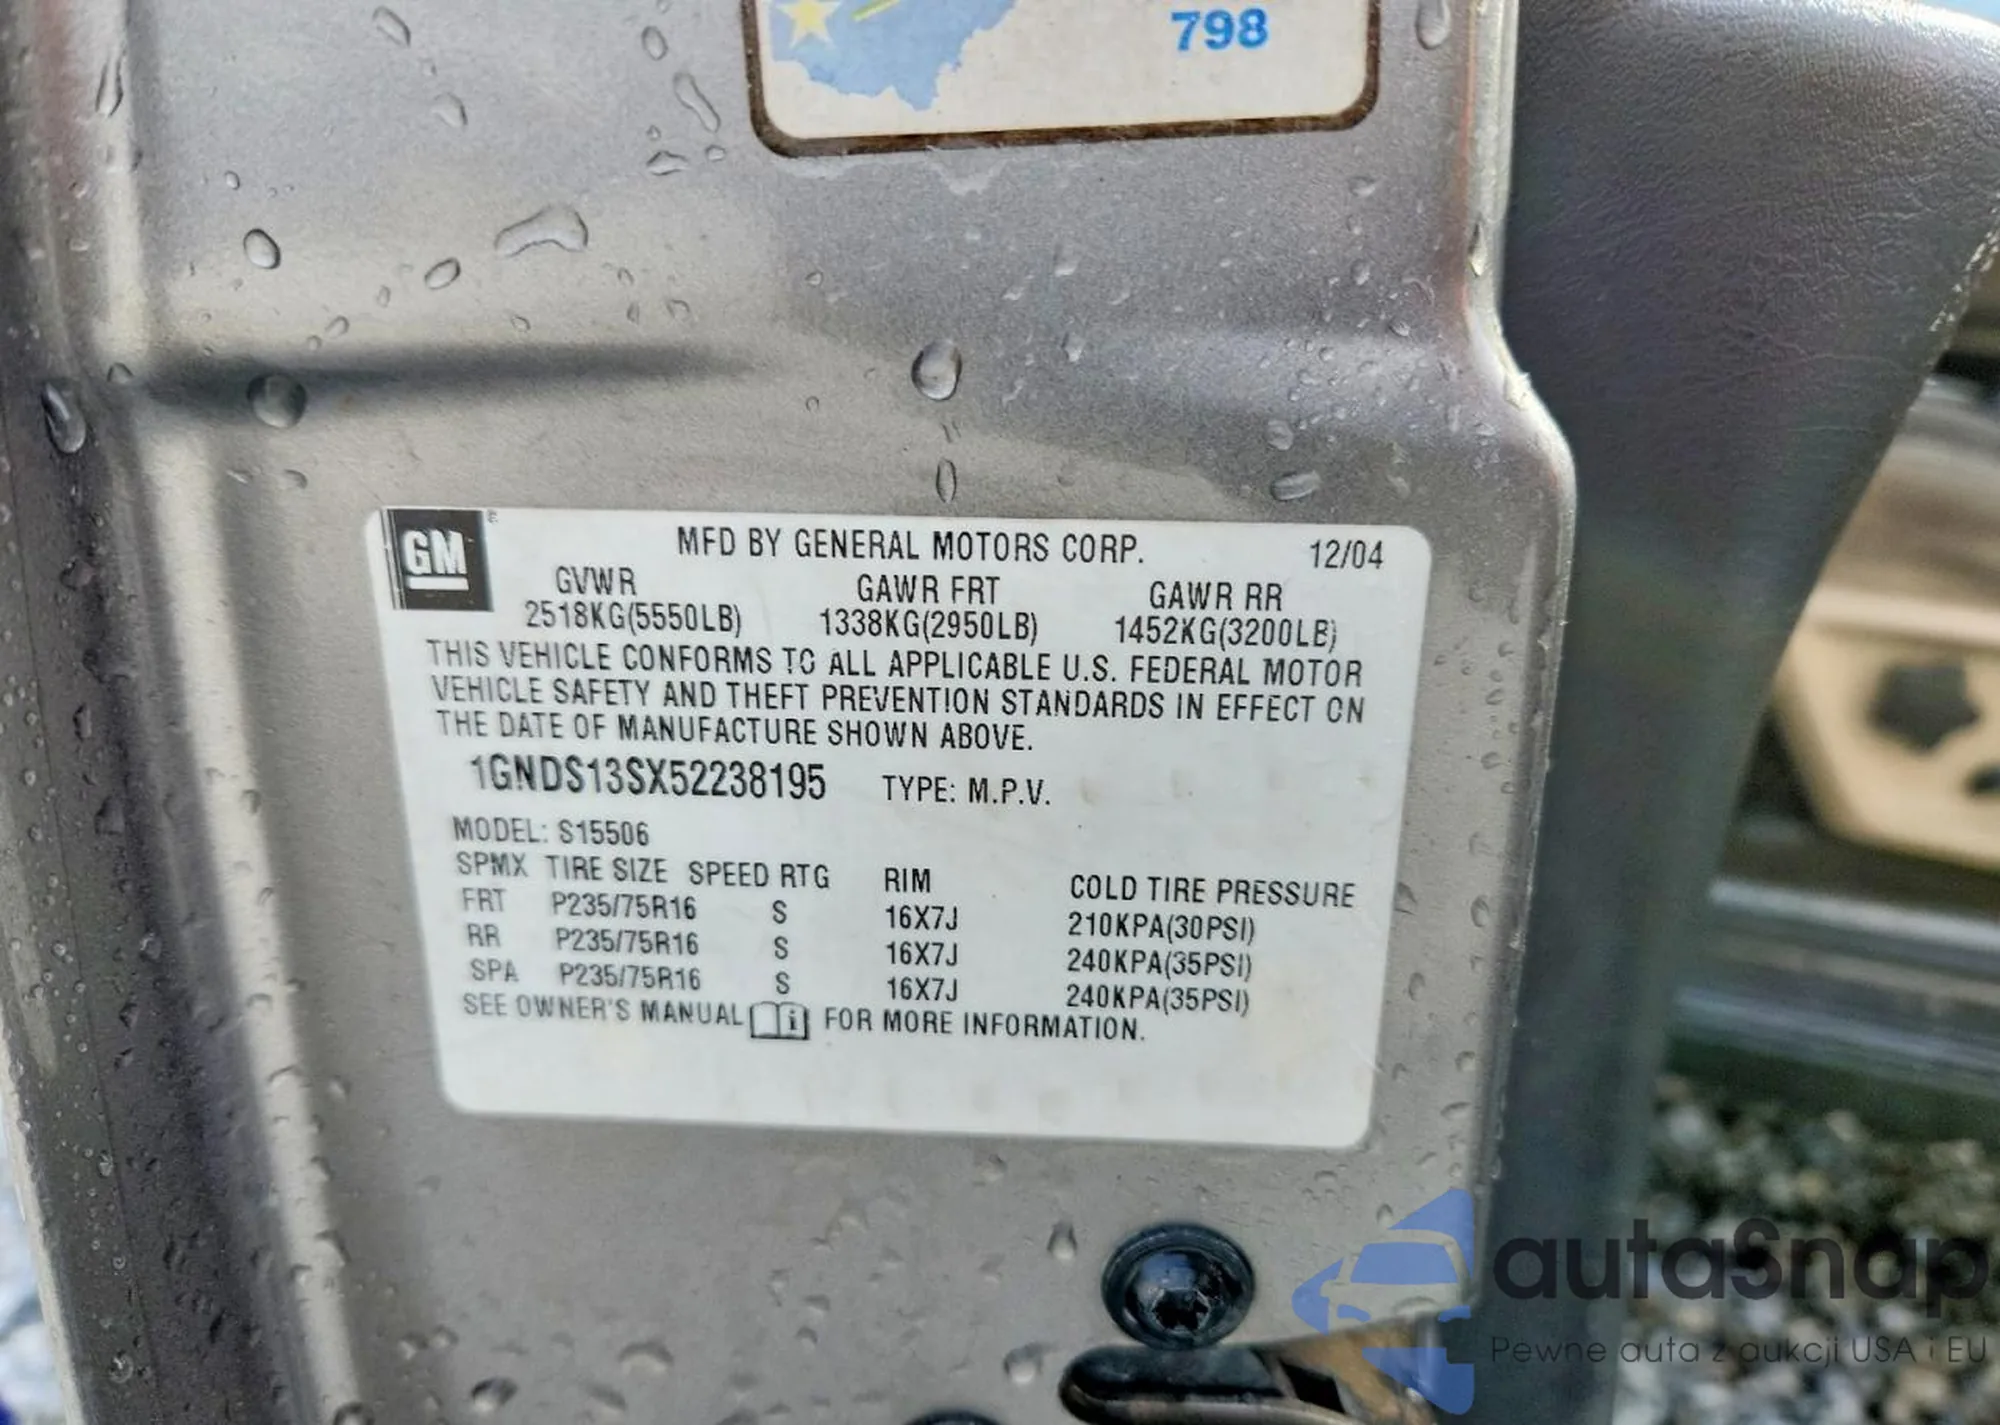 798
GM
MFD BY GENERAL MOTORS CORP. 12/04
GVWR GAWR FRT GAWR RR
2518KG(5550LB) 1338KG(2950LB) 1452KG(3200LB)
THIS VEHICLE CONFORMS TO ALL APPLICABLE U.S. FEDERAL MOTOR
VEHICLE SAFETY AND THEFT PREVENTION STANDARDS IN EFFECT ON
THE DATE OF MANUFACTURE SHOWN ABOVE.
1GNDS13SX52238195 TYPE: M.P.V.
MODEL: S15506
SPMX TIRE SIZE SPEED RTG RIM COLD TIRE PRESSURE
FRT P235/75R16 S 16X7J 210KPA(30PSI)
RR P235/75R16 S 16X7J 240KPA(35PSI)
SPA P235/75R16 S 16X7J 240KPA(35PSI)
SEE OWNER'S MANUAL FOR MORE INFORMATION.
autaSnap
Pewne auta z aukcji USA i EU